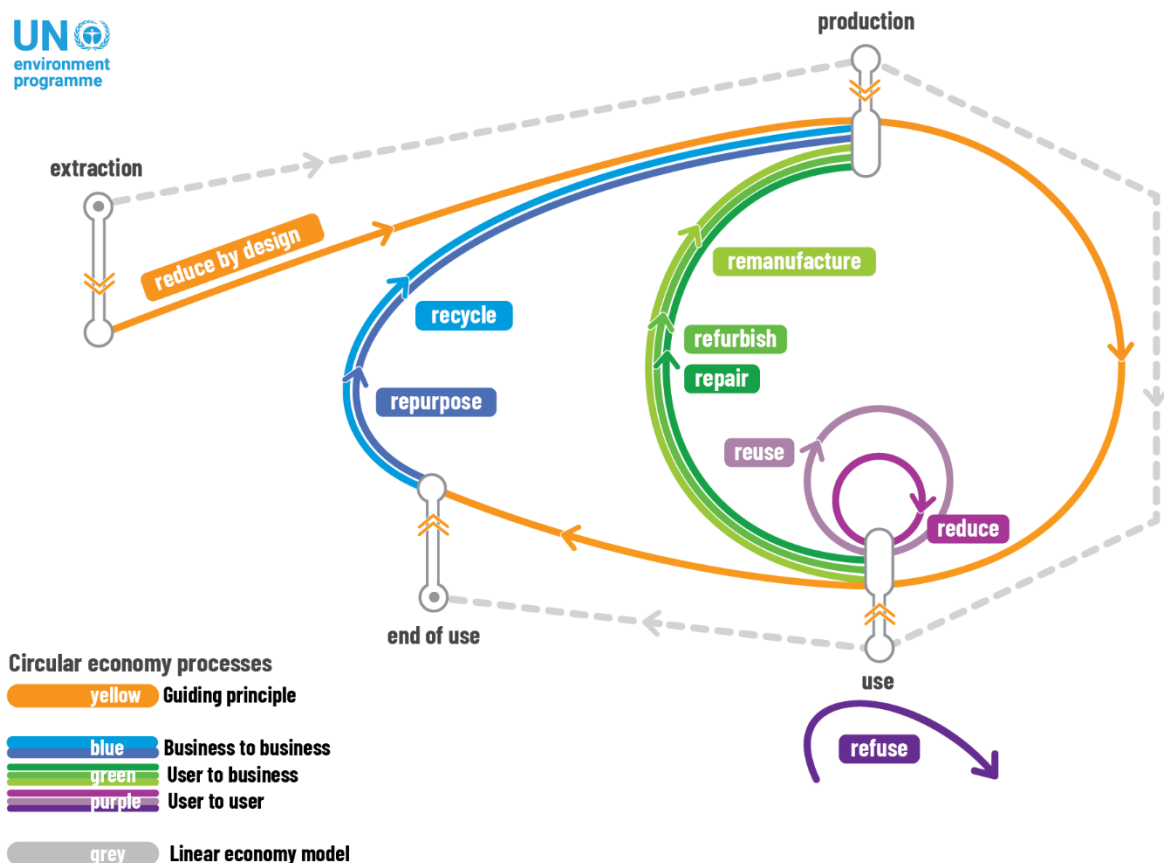 UN
environment
programme
production
extraction
reduce by design
remanufacture
recycle
refurbish
repair
repurpose
reuse
reduce
end of use
use
refuse
Circular economy processes
yellow Guiding principle
blue Business to business
green User to business
purple User to user
grey Linear economy model